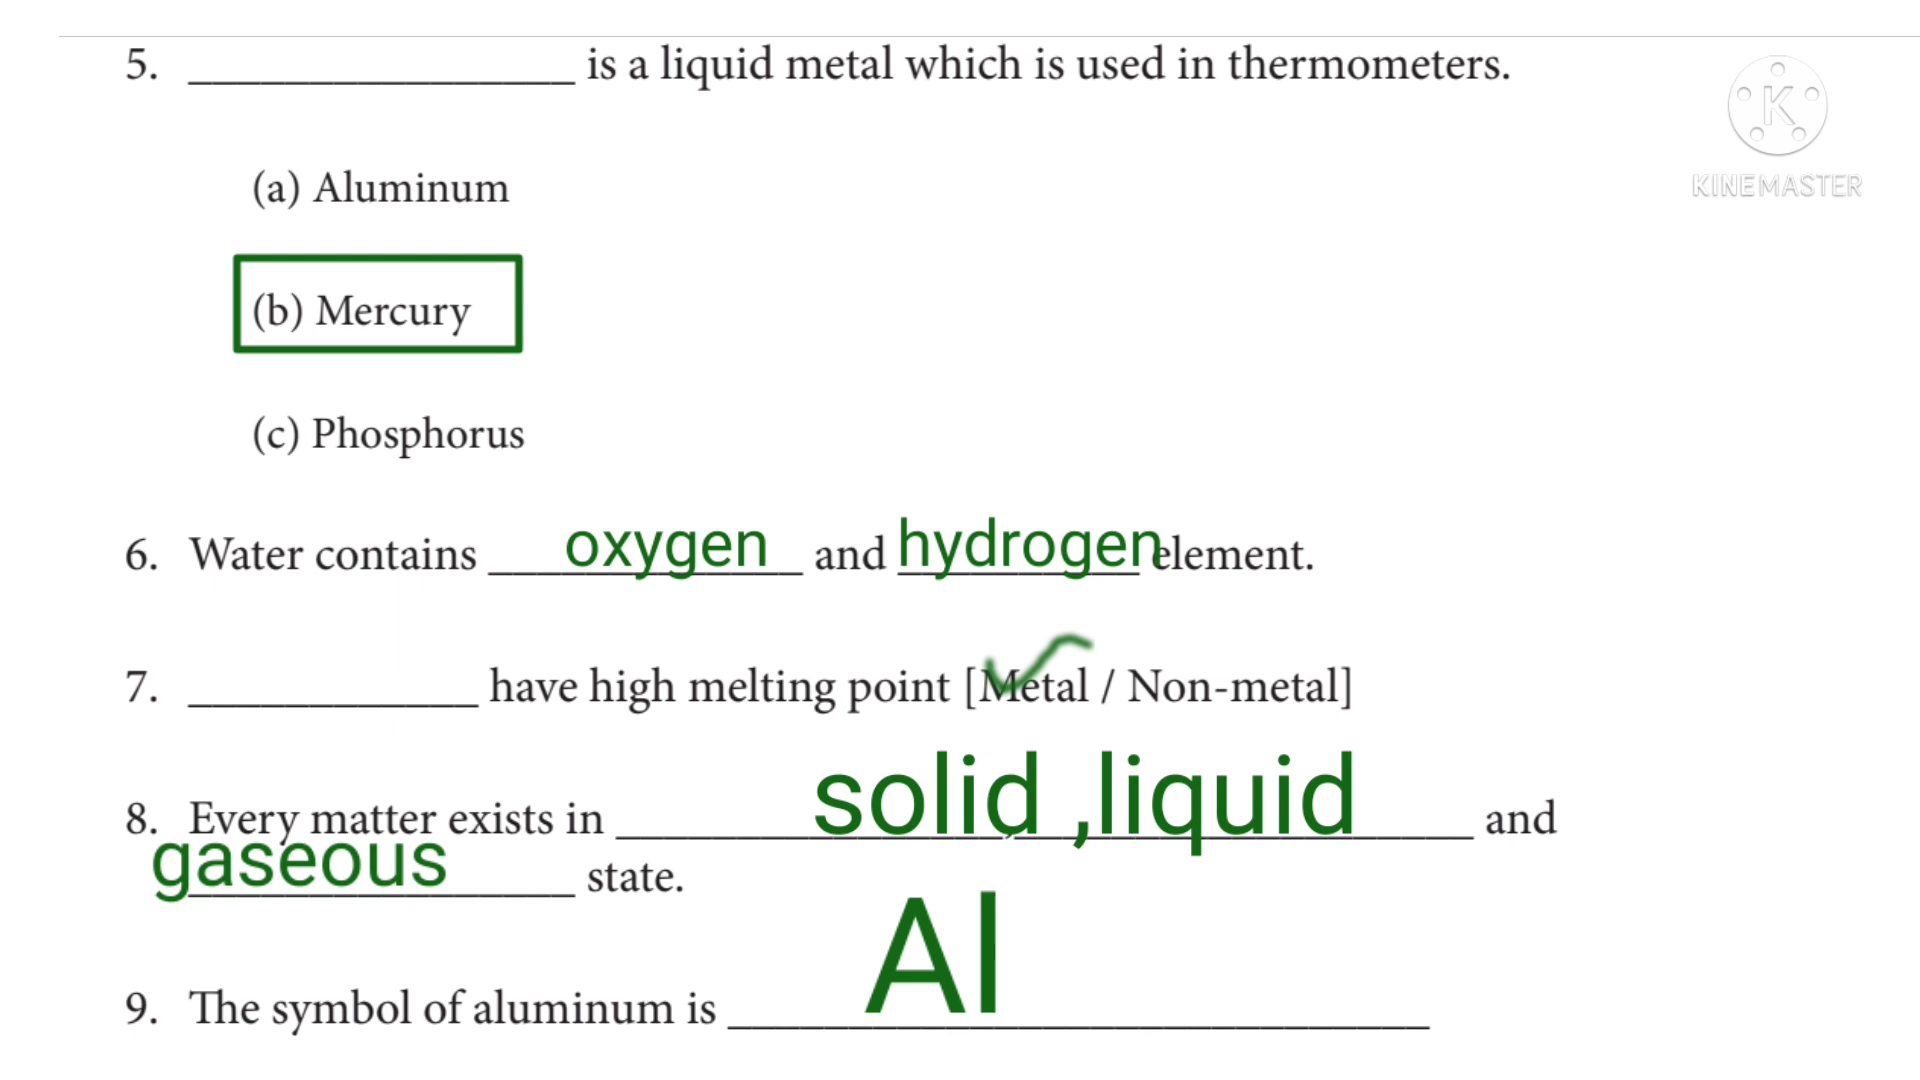 5. ________________ is a liquid metal which is used in thermometers.
KINEMASTER
(a) Aluminum
(b) Mercury
(c) Phosphorus
6. Water contains oxygen and hydrogen element.
7. ____________ have high melting point [Metal / Non-metal]
8. Every matter exists in solid ,liquid and
gaseous state.
9. The symbol of aluminum is Al